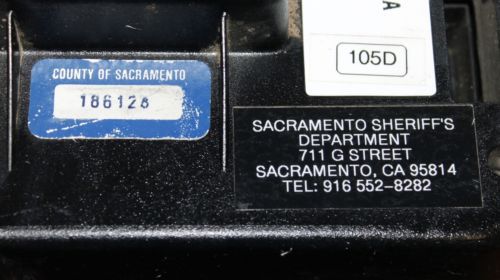 A
105D
COUNTY OF SACRAMENTO
186128
SACRAMENTO SHERIFF'S
DEPARTMENT
711 G STREET
SACRAMENTO, CA 95814
TEL: 916 552-8282